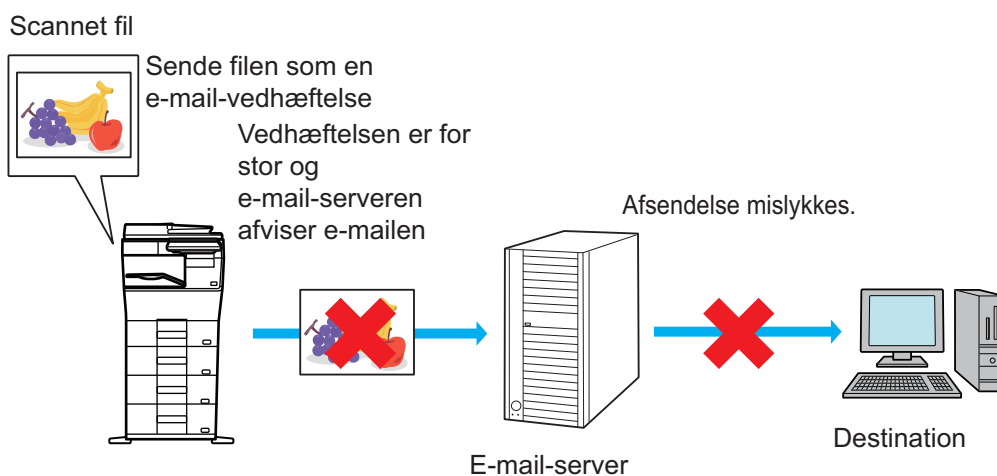 Scannet fil
Sende filen som en
e-mail-vedhæftelse
Vedhæftelsen er for
stor og
e-mail-serveren
afviser e-mailen
Afsendelse mislykkes.
E-mail-server
Destination